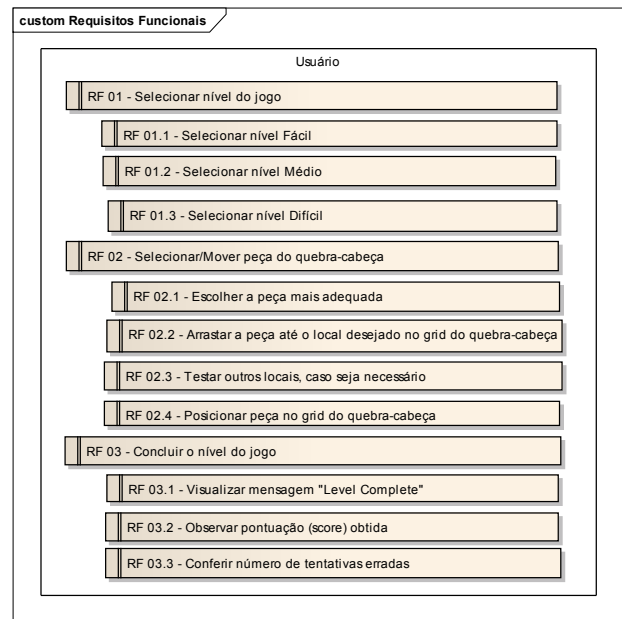 custom Requisitos Funcionais
Usuário
RF 01 - Selecionar nível do jogo
RF 01.1 - Selecionar nível Fácil
RF 01.2 - Selecionar nível Médio
RF 01.3 - Selecionar nível Difícil
RF 02 - Selecionar/Mover peça do quebra-cabeça
RF 02.1 - Escolher a peça mais adequada
RF 02.2 - Arrastar a peça até o local desejado no grid do quebra-cabeça
RF 02.3 - Testar outros locais, caso seja necessário
RF 02.4 - Posicionar peça no grid do quebra-cabeça
RF 03 - Concluir o nível do jogo
RF 03.1 - Visualizar mensagem "Level Complete"
RF 03.2 - Observar pontuação (score) obtida
RF 03.3 - Conferir número de tentativas erradas